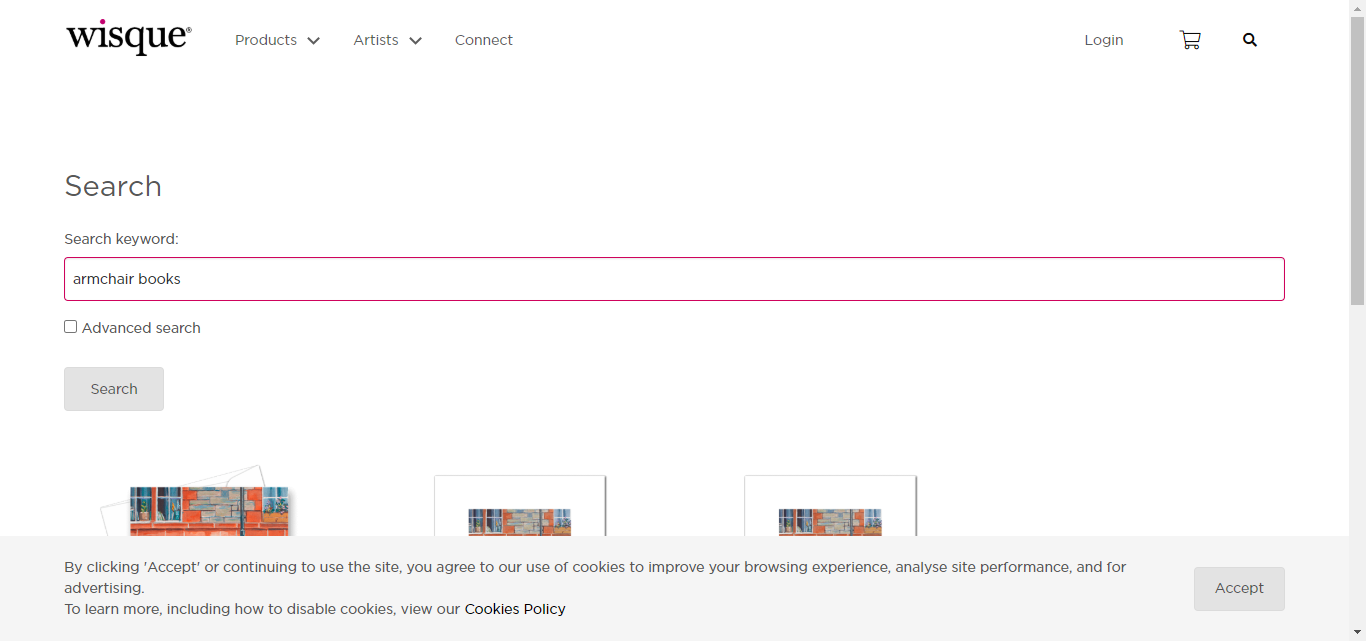 wisque®
Products
Artists
Connect
Login
Search
Search keyword:
armchair books
Advanced search
Search
By clicking 'Accept' or continuing to use the site, you agree to our use of cookies to improve your browsing experience, analyse site performance, and for
advertising.
To learn more, including how to disable cookies, view our Cookies Policy
Accept